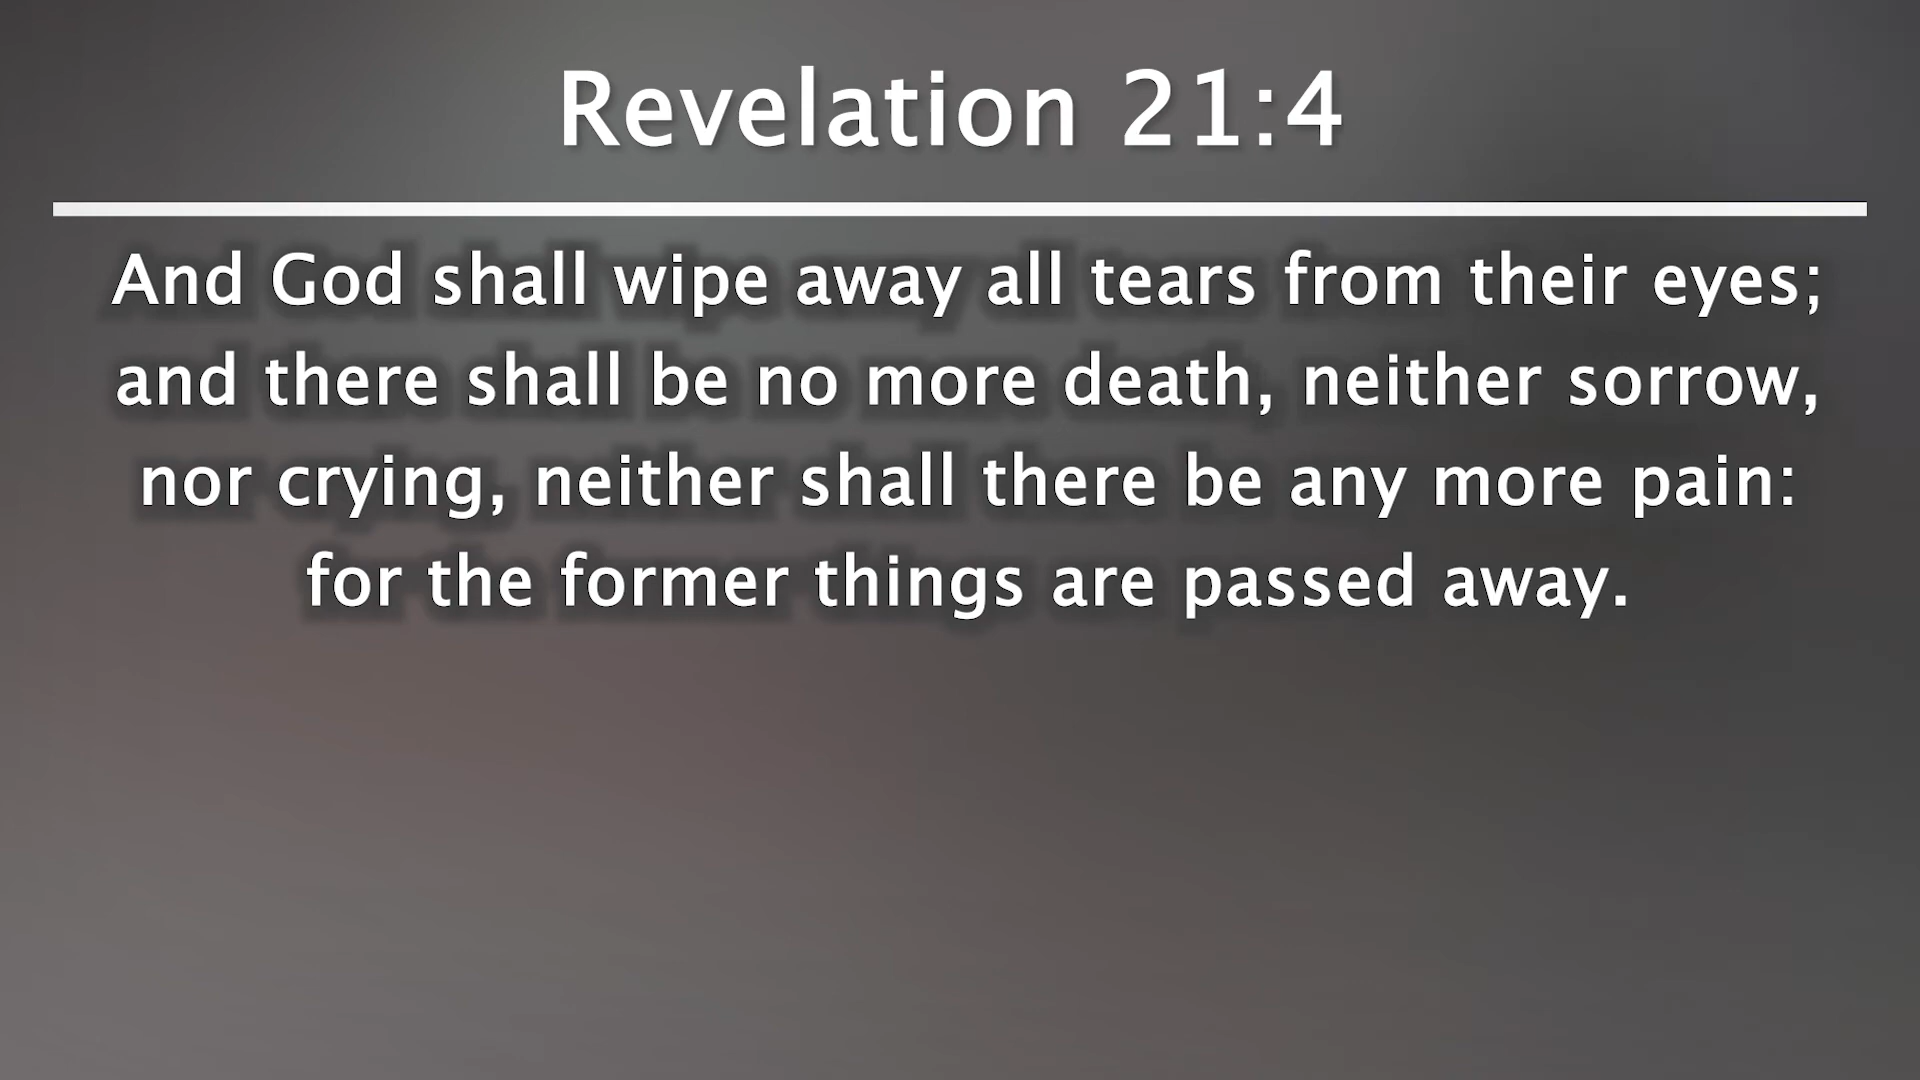 Revelation 21:4
And God shall wipe away all tears from their eyes;
and there shall be no more death, neither sorrow,
nor crying, neither shall there be any more pain:
for the former things are passed away.